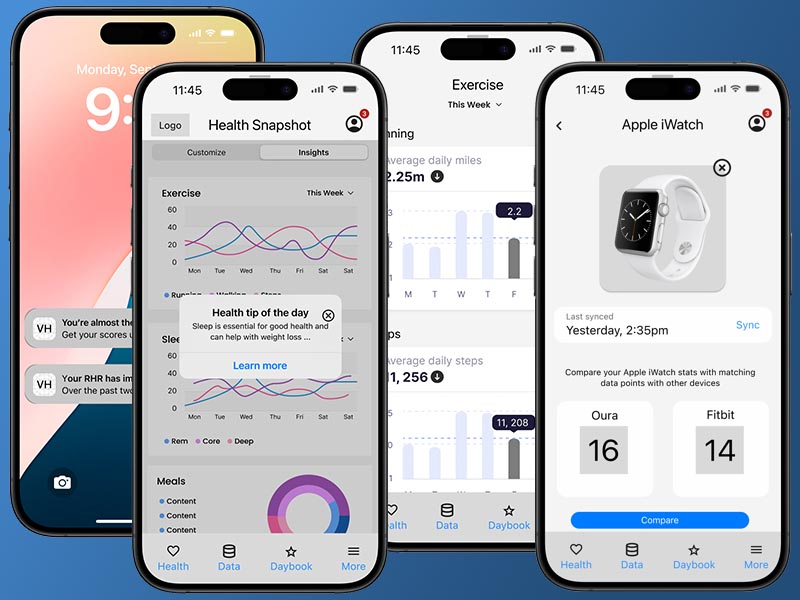 Monday, Sep
9:
VH
You're almost the
Get your scores u
VH
Your RHR has im
Over the past two
11:45
Logo
Health Snapshot
3
Customize
Insights
Exercise
This Week
60
40
20
0
Mon Tue Wed Thu Fri Sat Sat
Running Walking Steps
Health tip of the day
Sleep is essential for good health and
can help with weight loss ...
Learn more
Slee
60
40
20
0
Mon Tue Wed Thu Fri Sat Sat
Rem Core Deep
Meals
Content
Content
Content
Health Data Daybook More
11:45
Exercise
This Week
nning
Average daily miles
2.25m
3
2.2
2
1
M T W T F
ps
Average daily steps
11, 256
5
11, 208
0
M T W T F
ealth Data Daybook
11:45
Apple iWatch
3
Last synced
Yesterday, 2:35pm
Sync
Compare your Apple iWatch stats with matching
data points with other devices
Oura
16
Fitbit
14
Compare
Health Data Daybook More